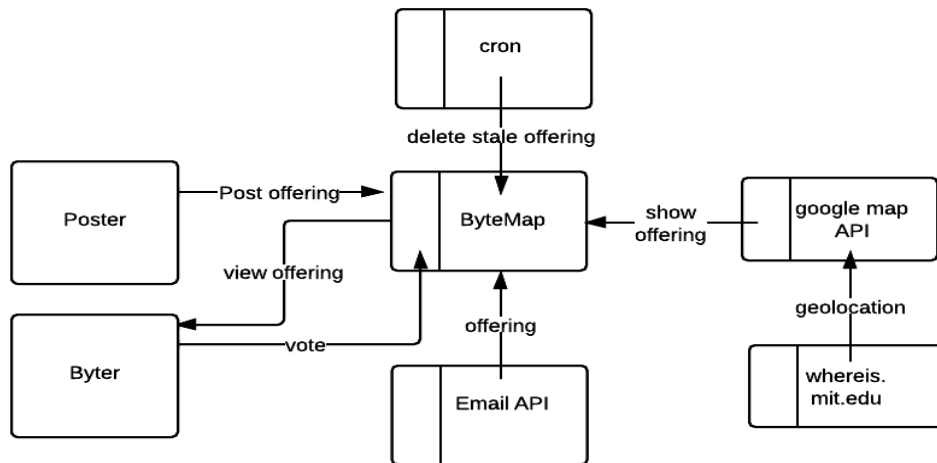 cron
delete stale offering
Poster
Post offering
ByteMap
show
offering
google map
API
view offering
geolocation
Byter
vote
offering
Email API
whereis.
mit.edu